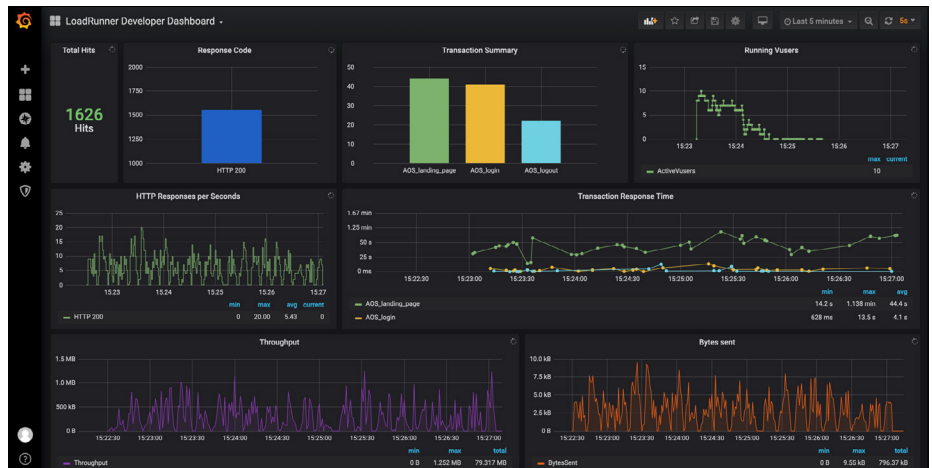 LoadRunner Developer Dashboard
Last 5 minutes
5s
Total Hits
1626
Hits
Response Code
2000
1750
1500
1250
1000
HTTP 200
Transaction Summary
50
40
30
20
10
0
AOS_landing_page AOS_login AOS_logout
Running Vusers
15
10
5
0
15:23 15:24 15:25 15:26 15:27
max current
ActiveVusers 10
HTTP Responses per Seconds
25
20
15
10
5
0
15:23 15:24 15:25 15:26 15:27
min max avg current
HTTP 200 0 20.00 5.43 0
Transaction Response Time
1.67 min
1.25 min
50 s
25 s
0 ms
15:22:30 15:23:00 15:23:30 15:24:00 15:24:30 15:25:00 15:25:30 15:26:00 15:26:30 15:27:00
min max avg
AOS_landing_page 14.2 s 1.138 min 44.4 s
AOS_login 628 ms 13.5 s 4.1 s
Throughput
1.5 MB
1.0 MB
500 kB
0 B
15:22:30 15:23:00 15:23:30 15:24:00 15:24:30 15:25:00 15:25:30 15:26:00 15:26:30 15:27:00
min max total
Throughput 0 B 1.252 MB 79.317 MB
Bytes sent
10.0 kB
7.5 kB
5.0 kB
2.5 kB
0 B
15:22:30 15:23:00 15:23:30 15:24:00 15:24:30 15:25:00 15:25:30 15:26:00 15:26:30 15:27:00
min max total
BytesSent 0 B 9.55 kB 796.37 kB